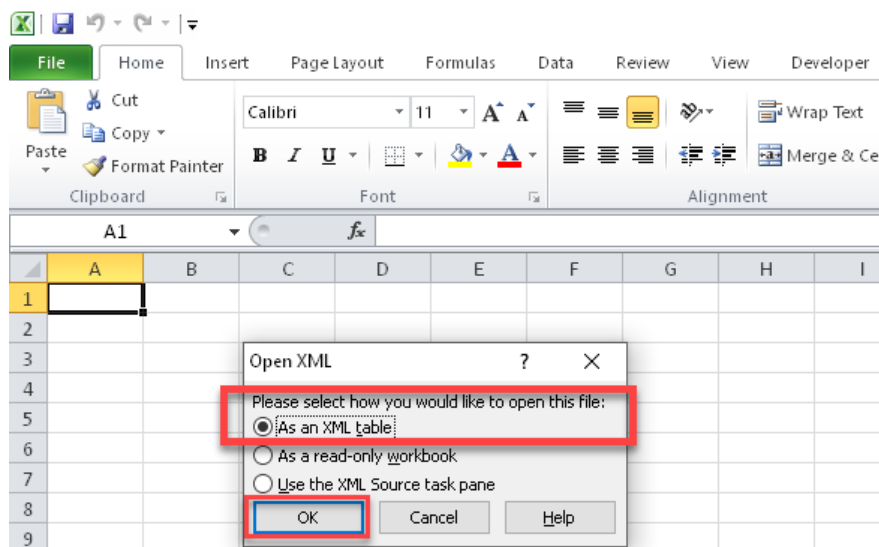 File Home Insert Page Layout Formulas Data Review View Developer
Cut
Copy
Paste
Format Painter
Clipboard
Calibri 11 A A
B I U A
Font
Wrap Text
Merge & Ce
Alignment
A1 fx
A B C D E F G H I
1
2
3
4
5
6
7
8
9
Open XML ? X
Please select how you would like to open this file:
As an XML table
As a read-only workbook
Use the XML Source task pane
OK Cancel Help